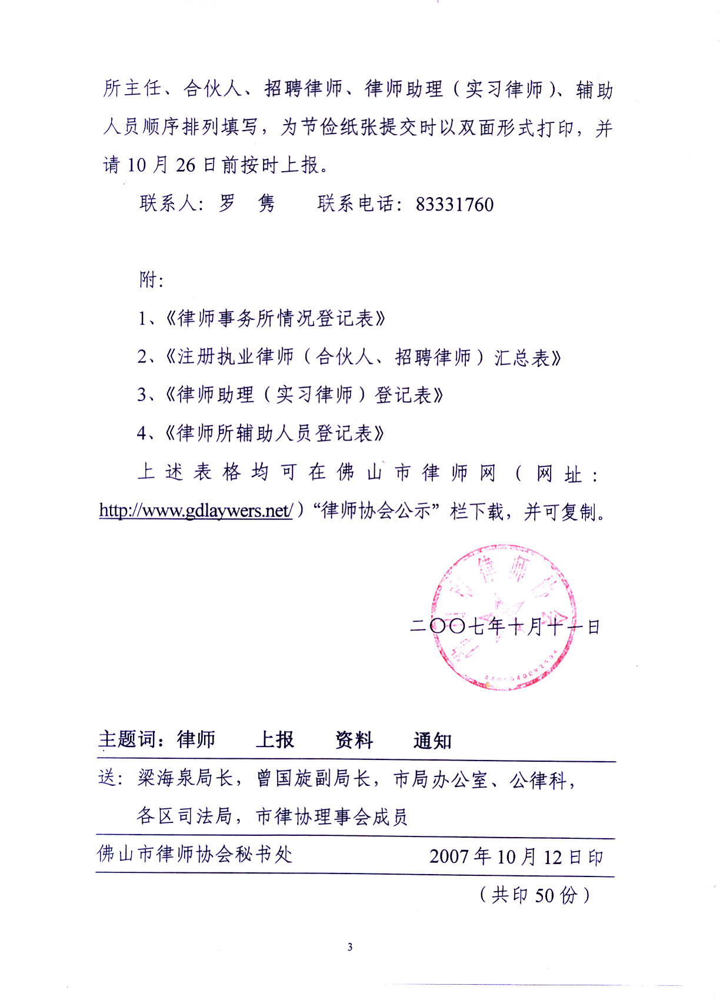 所主任、合伙人、招聘律师、律师助理（实习律师）、辅助
人员顺序排列填写，为节俭纸张提交时以双面形式打印，并
请 10 月 26 日前按时上报。
联系人：罗　隽　　联系电话：83331760
附：
1、《律师事务所情况登记表》
2、《注册执业律师（合伙人、招聘律师）汇总表》
3、《律师助理（实习律师）登记表》
4、《律师所辅助人员登记表》
上述表格均可在佛山市律师网（网址：
http://www.gdlaywers.net/）“律师协会公示”栏下载，并可复制。
律师协会
二〇〇七年十月十一日
主题词：律师　　上报　　资料　　通知
送：梁海泉局长，曾国旋副局长，市局办公室、公律科，
各区司法局，市律协理事会成员
佛山市律师协会秘书处　　2007 年 10 月 12 日印
（共印 50 份）
3